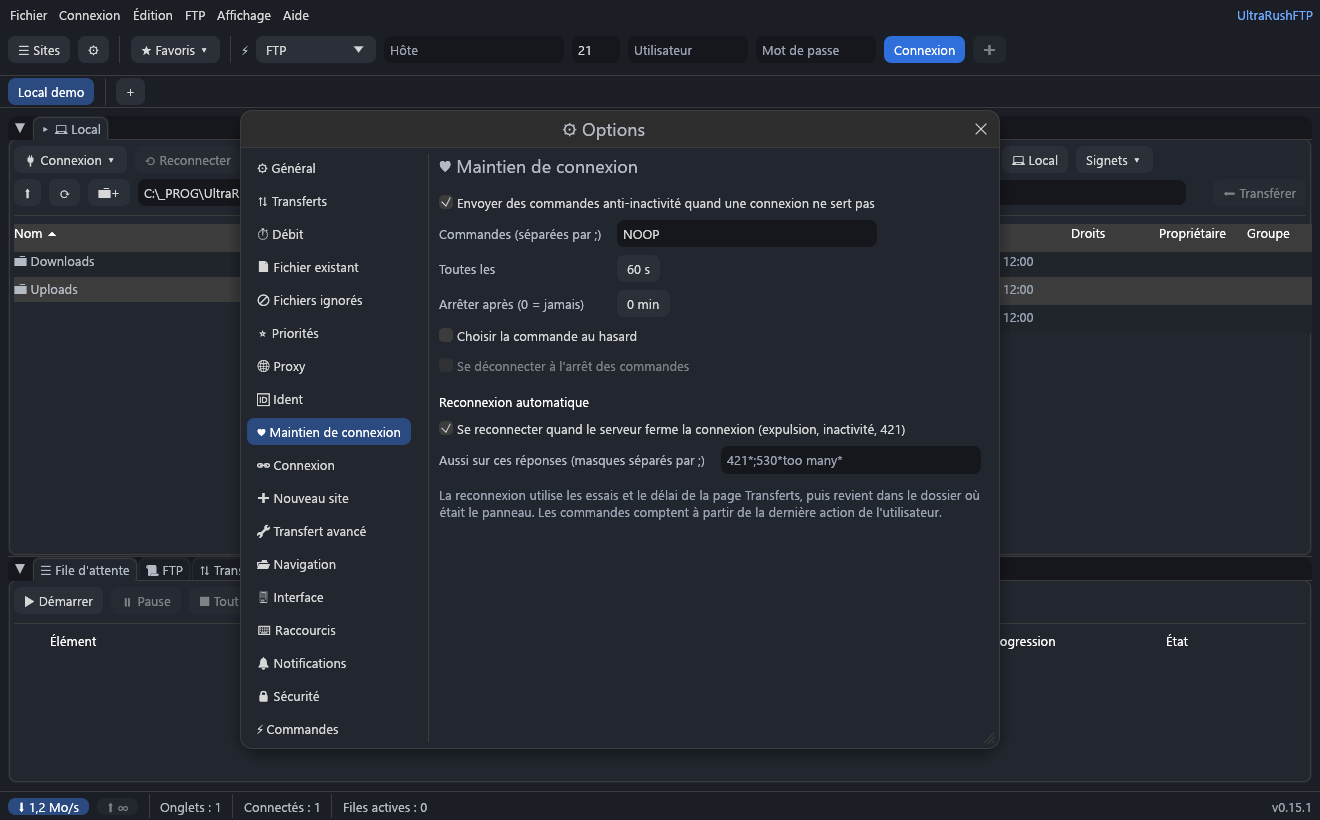 Fichier Connexion Édition FTP Affichage Aide UltraRushFTP
Sites Favoris FTP Hôte 21 Utilisateur Mot de passe Connexion +
Local demo +
Local
Options
Connexion Reconnecter
Local Signets
C:\_PROG\UltraR
Transférer
Nom Droits Propriétaire Groupe
Downloads 12:00
Uploads 12:00
12:00
Général
Transferts
Débit
Fichier existant
Fichiers ignorés
Priorités
Proxy
Ident
Maintien de connexion
Connexion
Nouveau site
Transfert avancé
Navigation
Interface
Raccourcis
Notifications
Sécurité
Commandes
Maintien de connexion
Envoyer des commandes anti-inactivité quand une connexion ne sert pas
Commandes (séparées par ;) NOOP
Toutes les 60 s
Arrêter après (0 = jamais) 0 min
Choisir la commande au hasard
Se déconnecter à l'arrêt des commandes
Reconnexion automatique
Se reconnecter quand le serveur ferme la connexion (expulsion, inactivité, 421)
Aussi sur ces réponses (masques séparés par ;) 421*;530*too many*
La reconnexion utilise les essais et le délai de la page Transferts, puis revient dans le dossier où
était le panneau. Les commandes comptent à partir de la dernière action de l'utilisateur.
File d'attente FTP Trans
Démarrer Pause Tout
Élément ogression État
1,2 Mo/s ∞ Onglets : 1 Connectés : 1 Files actives : 0 v0.15.1